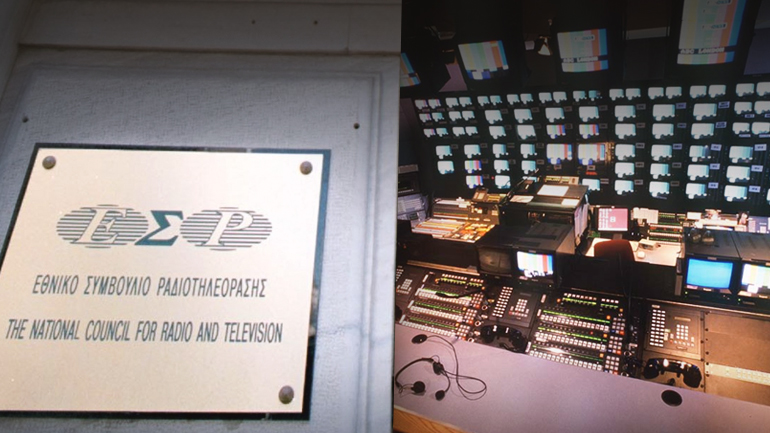 ΕΣΡ
ΕΘΝΙΚΟ ΣΥΜΒΟΥΛΙΟ ΡΑΔΙΟΤΗΛΕΟΡΑΣΗΣ
THE NATIONAL COUNCIL FOR RADIO AND TELEVISION